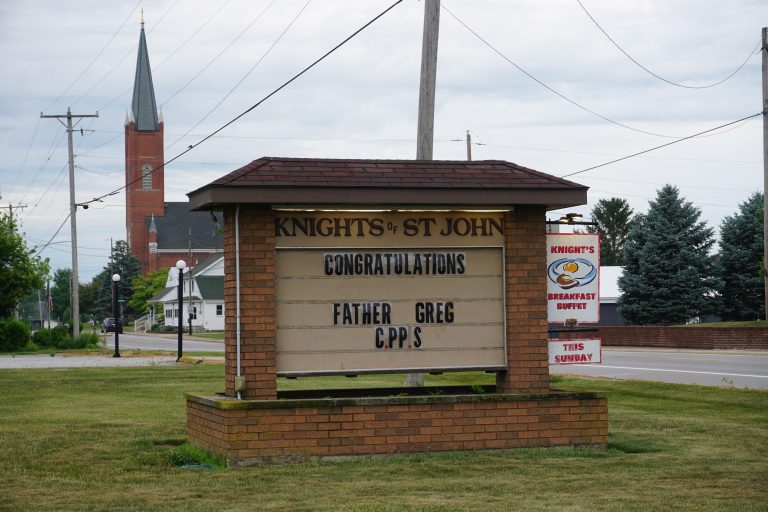 KNIGHTS OF ST JOHN
CONGRATULATIONS
FATHER GREG
C.PP.S
KNIGHT'S
BREAKFAST
BUFFET
THIS
SUNDAY